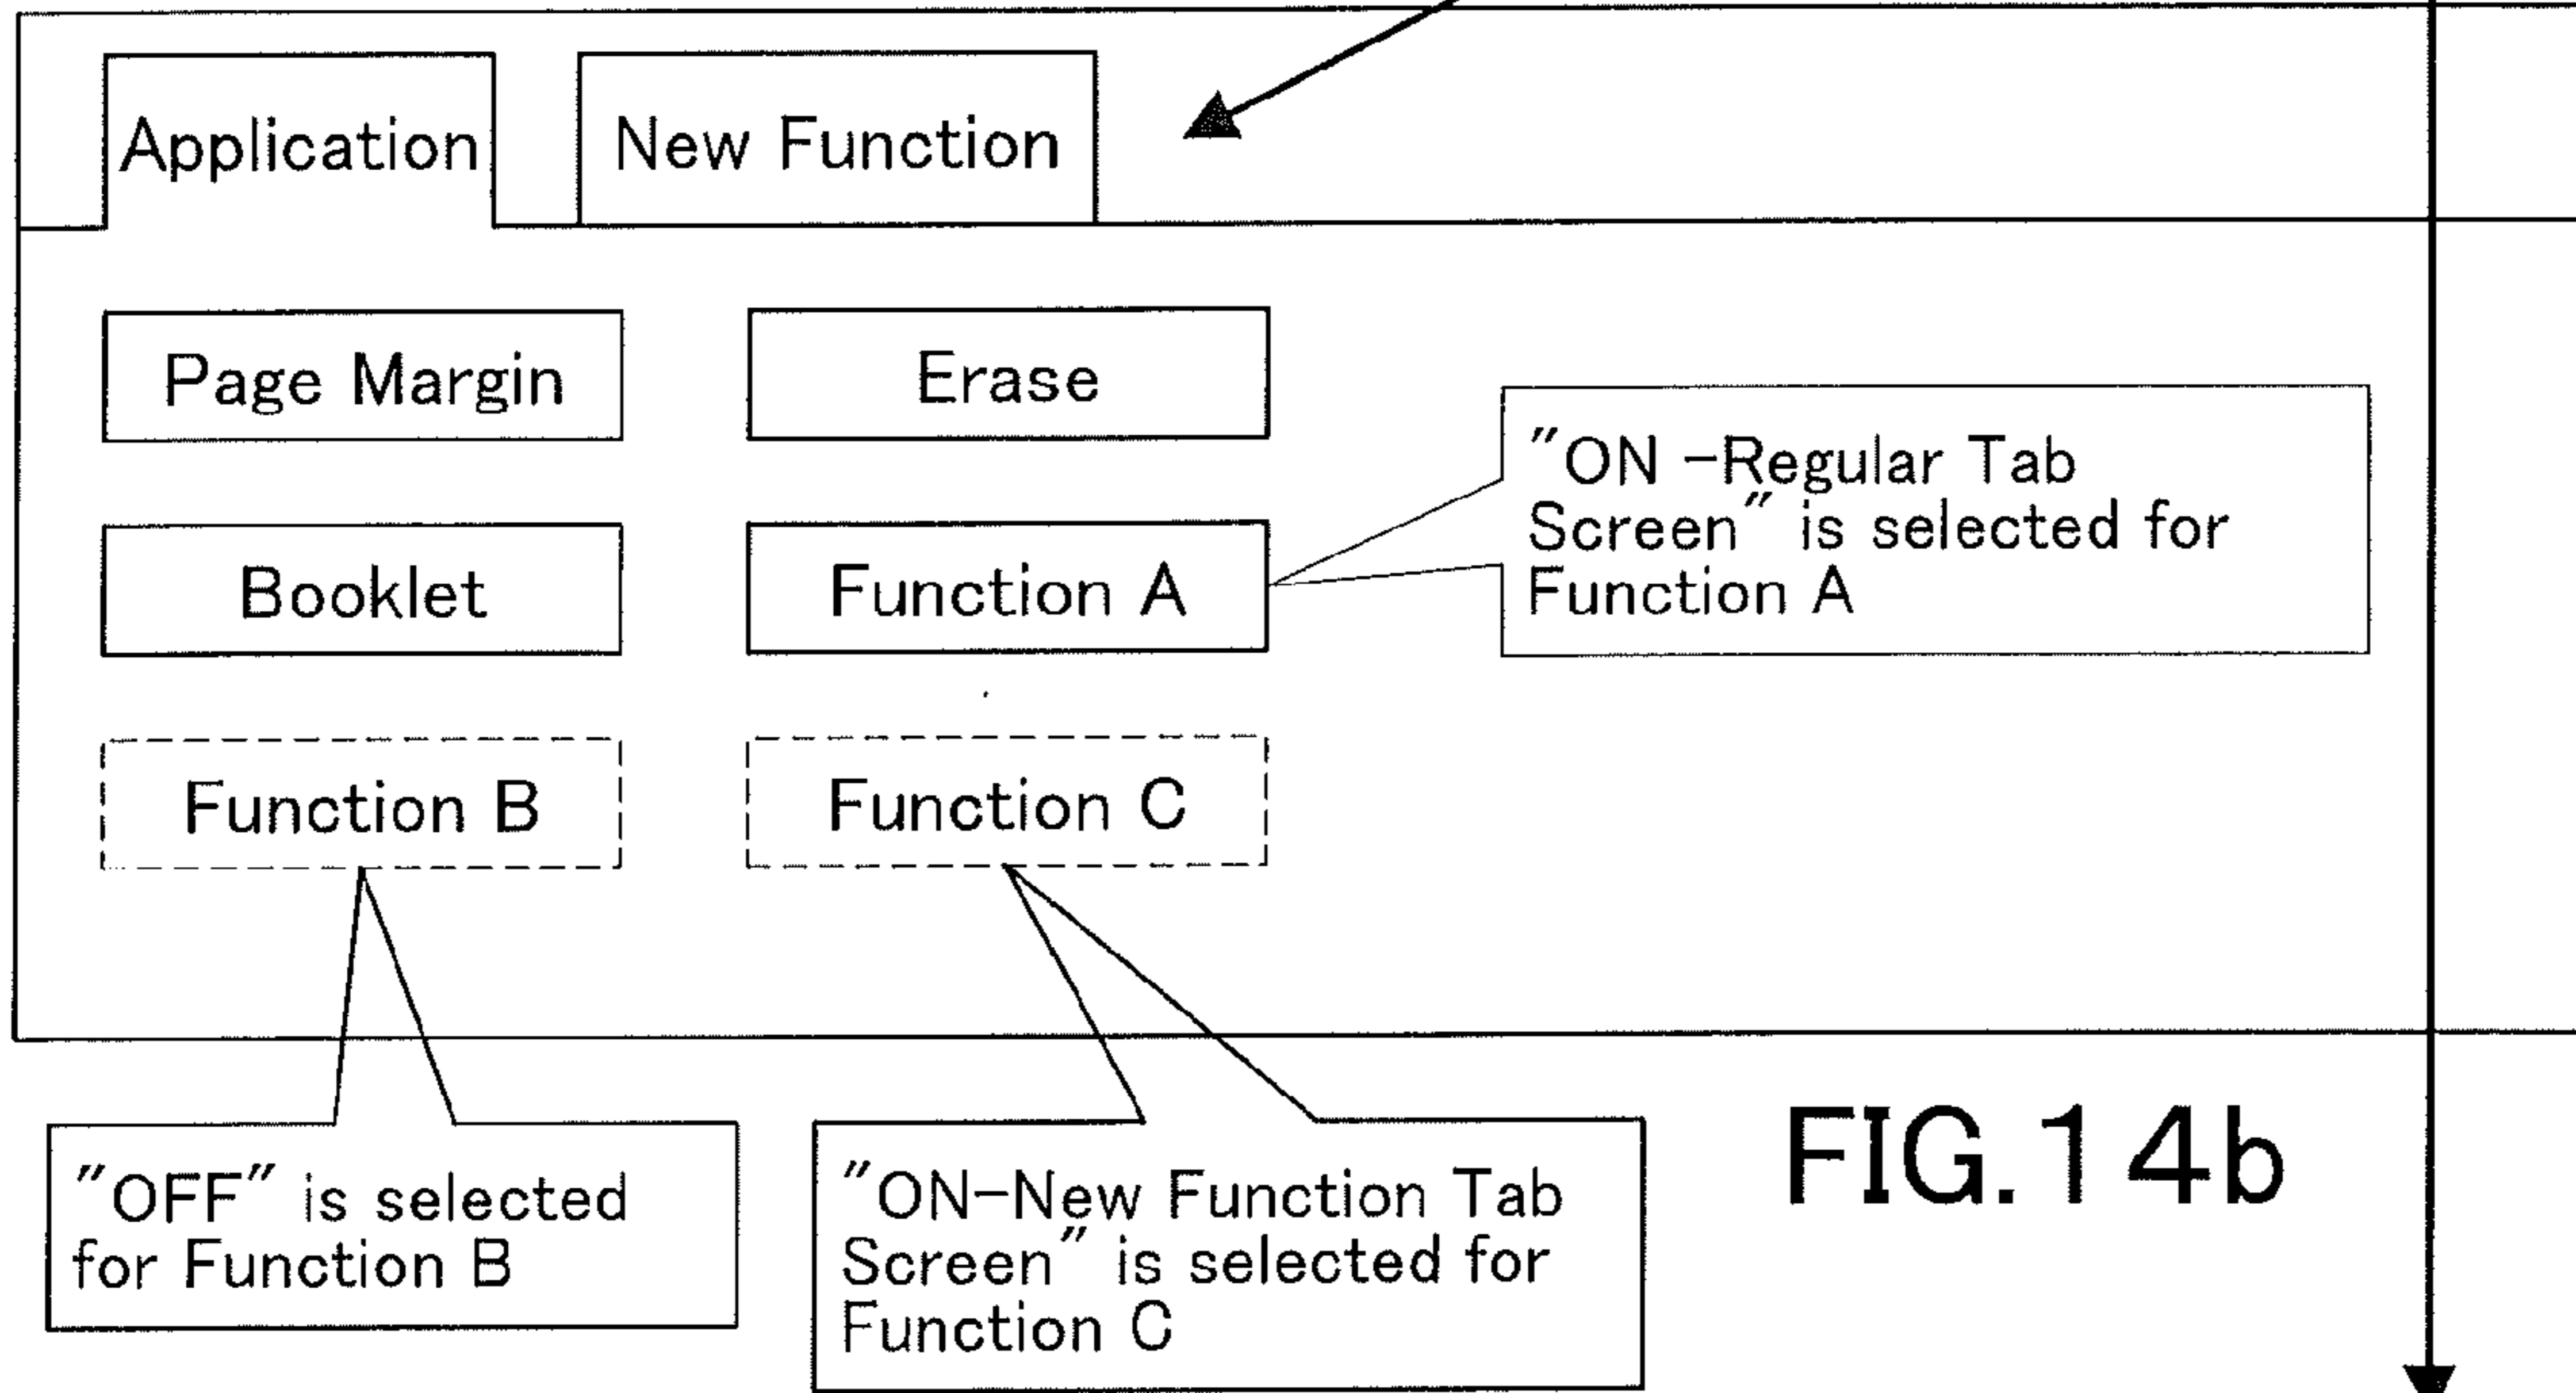 Application
New Function
Page Margin
Erase
Booklet
Function A
"ON -Regular Tab
Screen" is selected for
Function A
Function B
Function C
"OFF" is selected
for Function B
"ON-New Function Tab
Screen" is selected for
Function C
FIG.14b